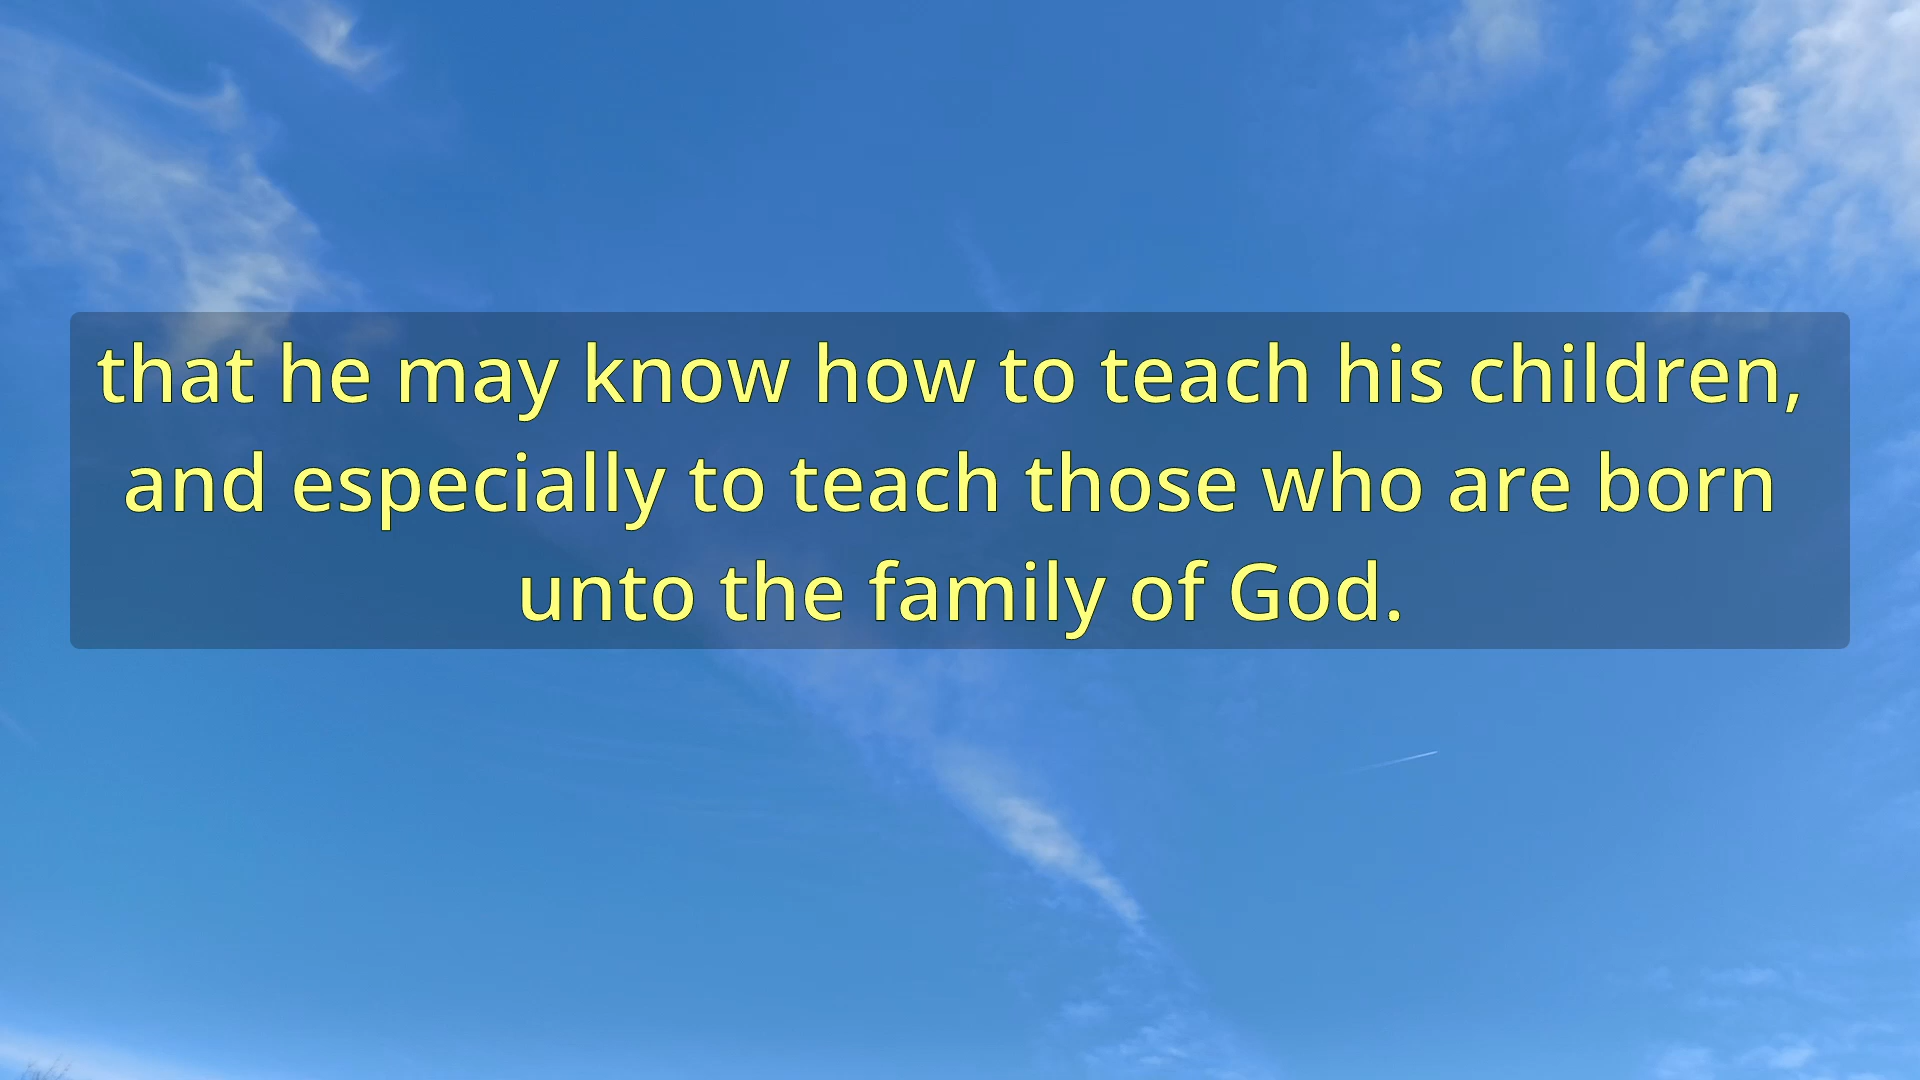 that he may know how to teach his children,
and especially to teach those who are born
unto the family of God.